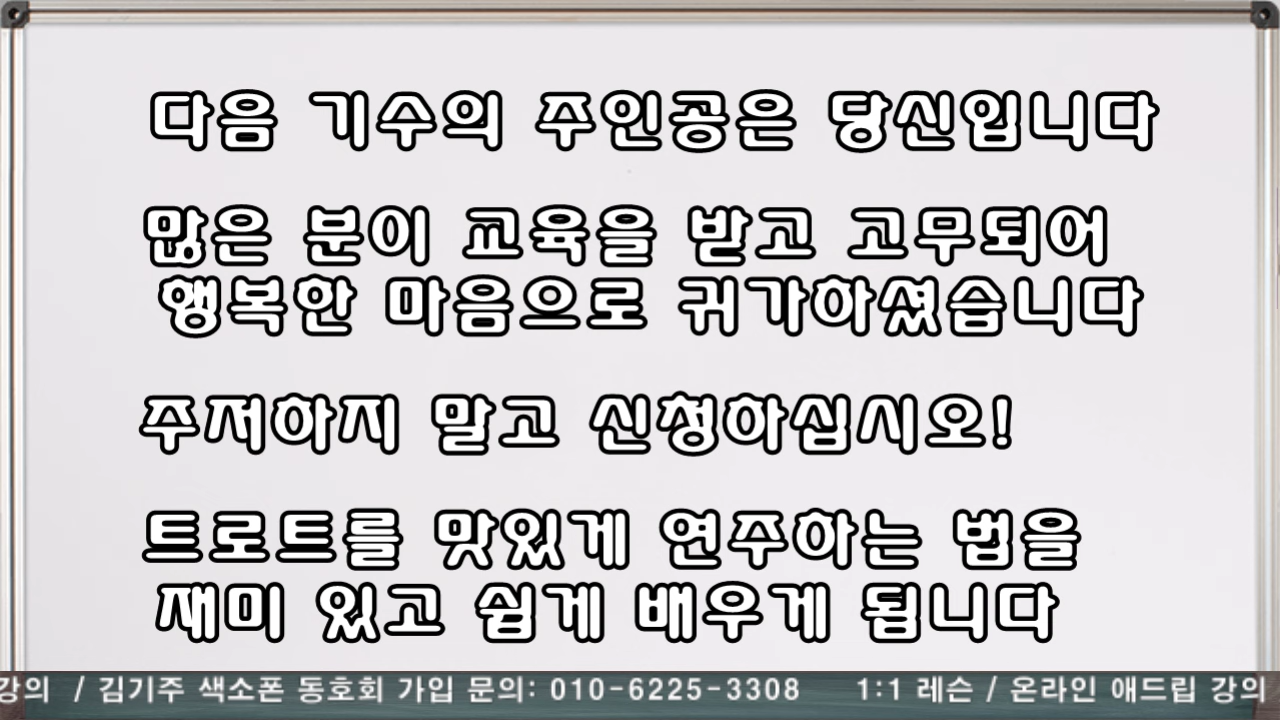 다음 기수의 주인공은 당신입니다
많은 분이 교육을 받고 고무되어
행복한 마음으로 귀가하셨습니다
주저하지 말고 신청하십시오!
트로트를 맛있게 연주하는 법을
재미 있고 쉽게 배우게 됩니다
강의 / 김기주 색소폰 동호회 가입 문의: 010-6225-3308 1:1 레슨 / 온라인 애드립 강의